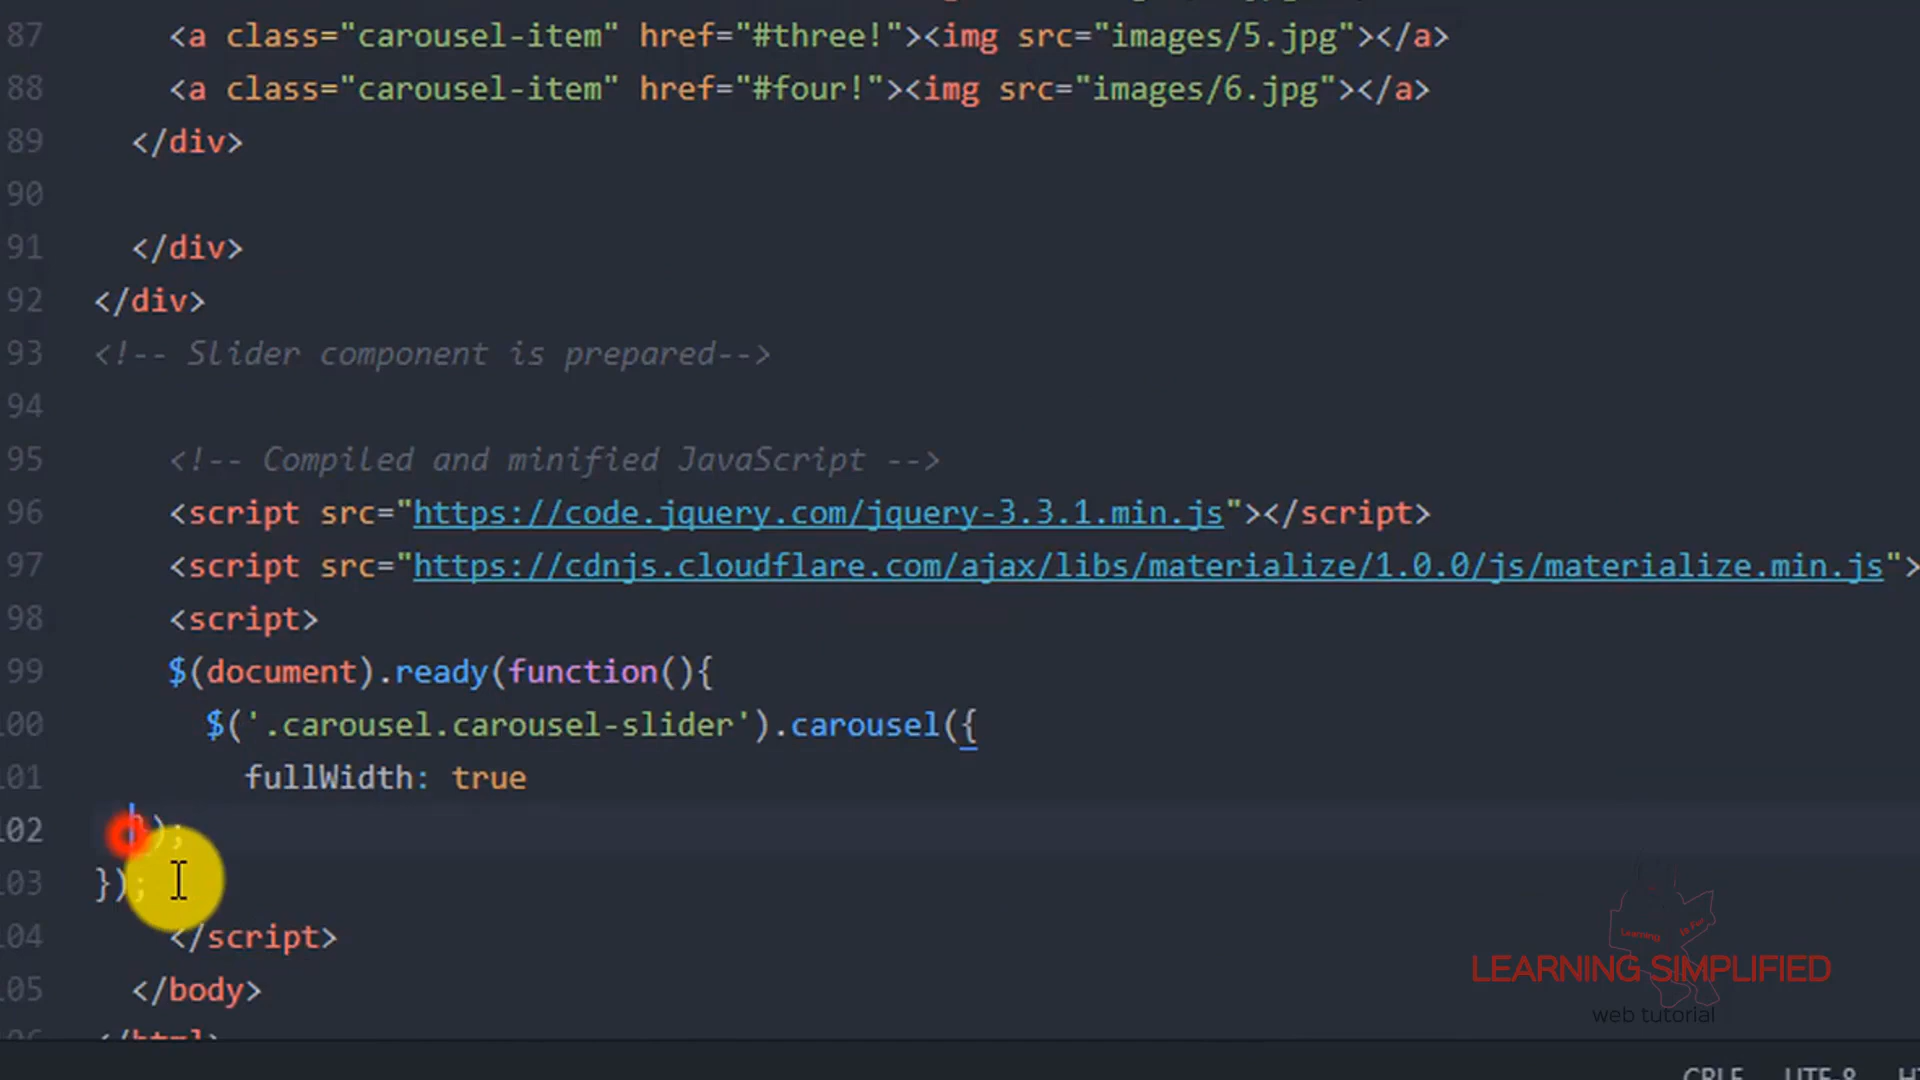 87 <a class="carousel-item" href="#three!"><img src="images/5.jpg"></a>
88 <a class="carousel-item" href="#four!"><img src="images/6.jpg"></a>
89 </div>
90
91 </div>
92 </div>
93 <!-- Slider component is prepared-->
94
95 <!-- Compiled and minified JavaScript -->
96 <script src="https://code.jquery.com/jquery-3.3.1.min.js"></script>
97 <script src="https://cdnjs.cloudflare.com/ajax/libs/materialize/1.0.0/js/materialize.min.js">
98 <script>
99 $(document).ready(function(){
100 $('.carousel.carousel-slider').carousel({
101 fullWidth: true
102 });
103 });
104 </script>
105 </body>
</html>
Learning Is For
LEARNING SIMPLIFIED
web tutorial
CRLF UTF-8